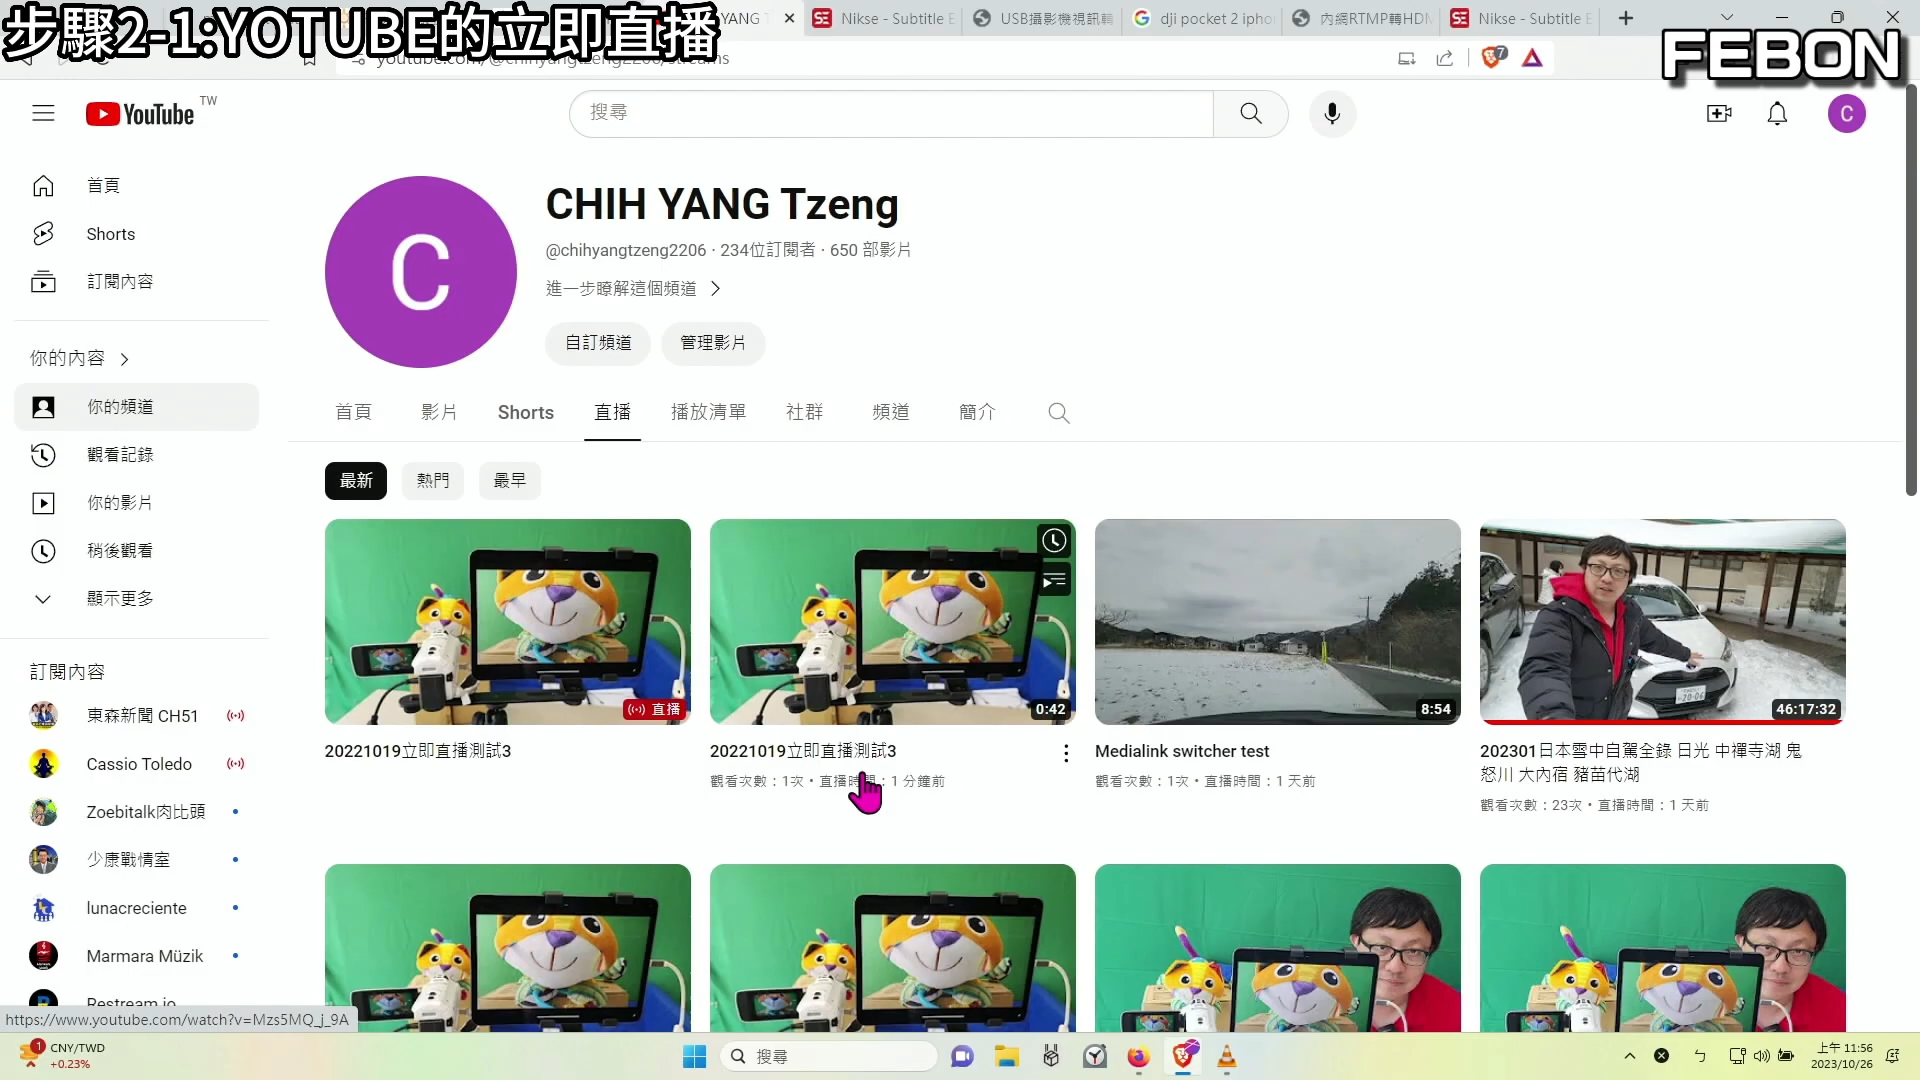 步驟2-1:YOTUBE的立即直播
YANG T
Nikse - Subtitle E
USB攝影機視訊轉
dji pocket 2 ipho
內網RTMP轉HDM
Nikse - Subtitle E
FEBON
youtube.com/@chihyangtzeng2206/streams
7
YouTube
TW
搜尋
C
首頁
Shorts
訂閱內容
你的內容
你的頻道
觀看記錄
你的影片
稍後觀看
顯示更多
訂閱內容
東森新聞 CH51
Cassio Toledo
Zoebitalk肉比頭
少康戰情室
lunacreciente
Marmara Müzik
Restream.io
C
CHIH YANG Tzeng
@chihyangtzeng2206 · 234位訂閱者 · 650 部影片
進一步瞭解這個頻道
自訂頻道
管理影片
首頁
影片
Shorts
直播
播放清單
社群
頻道
簡介
最新
熱門
最早
直播
0:42
8:54
46:17:32
20221019立即直播測試3
20221019立即直播測試3
觀看次數：1次・直播時間：1 分鐘前
Medialink switcher test
觀看次數：1次・直播時間：1 天前
202301日本雪中自駕全錄 日光 中禪寺湖 鬼
怒川 大內宿 豬苗代湖
觀看次數：23次・直播時間：1 天前
https://www.youtube.com/watch?v=Mzs5MQ_j_9A
1
CNY/TWD
+0.23%
搜尋
ㄅ
上午 11:56
2023/10/26